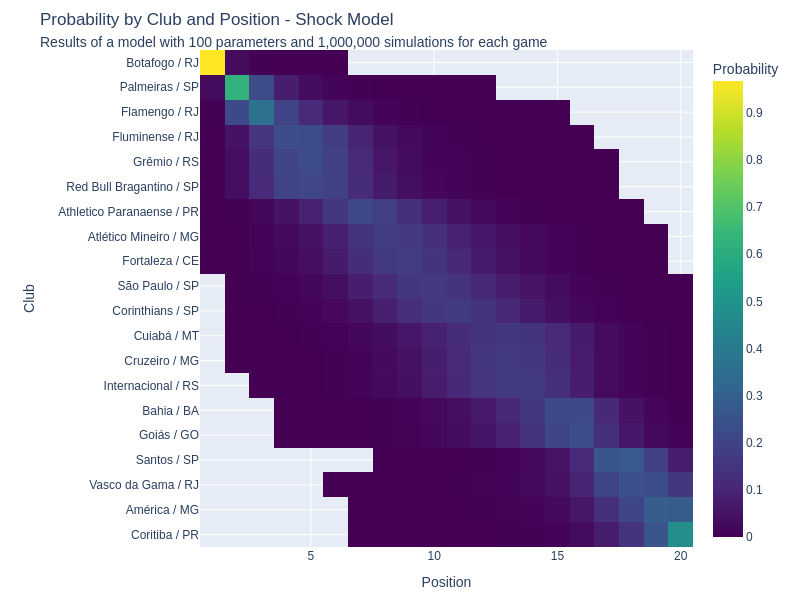 Probability by Club and Position - Shock Model
Results of a model with 100 parameters and 1,000,000 simulations for each game
Botafogo / RJ
Palmeiras / SP
Flamengo / RJ
Fluminense / RJ
Grêmio / RS
Red Bull Bragantino / SP
Athletico Paranaense / PR
Atlético Mineiro / MG
Fortaleza / CE
São Paulo / SP
Corinthians / SP
Cuiabá / MT
Cruzeiro / MG
Internacional / RS
Bahia / BA
Goiás / GO
Santos / SP
Vasco da Gama / RJ
América / MG
Coritiba / PR
Club
5
10
15
20
Position
Probability
0.9
0.8
0.7
0.6
0.5
0.4
0.3
0.2
0.1
0